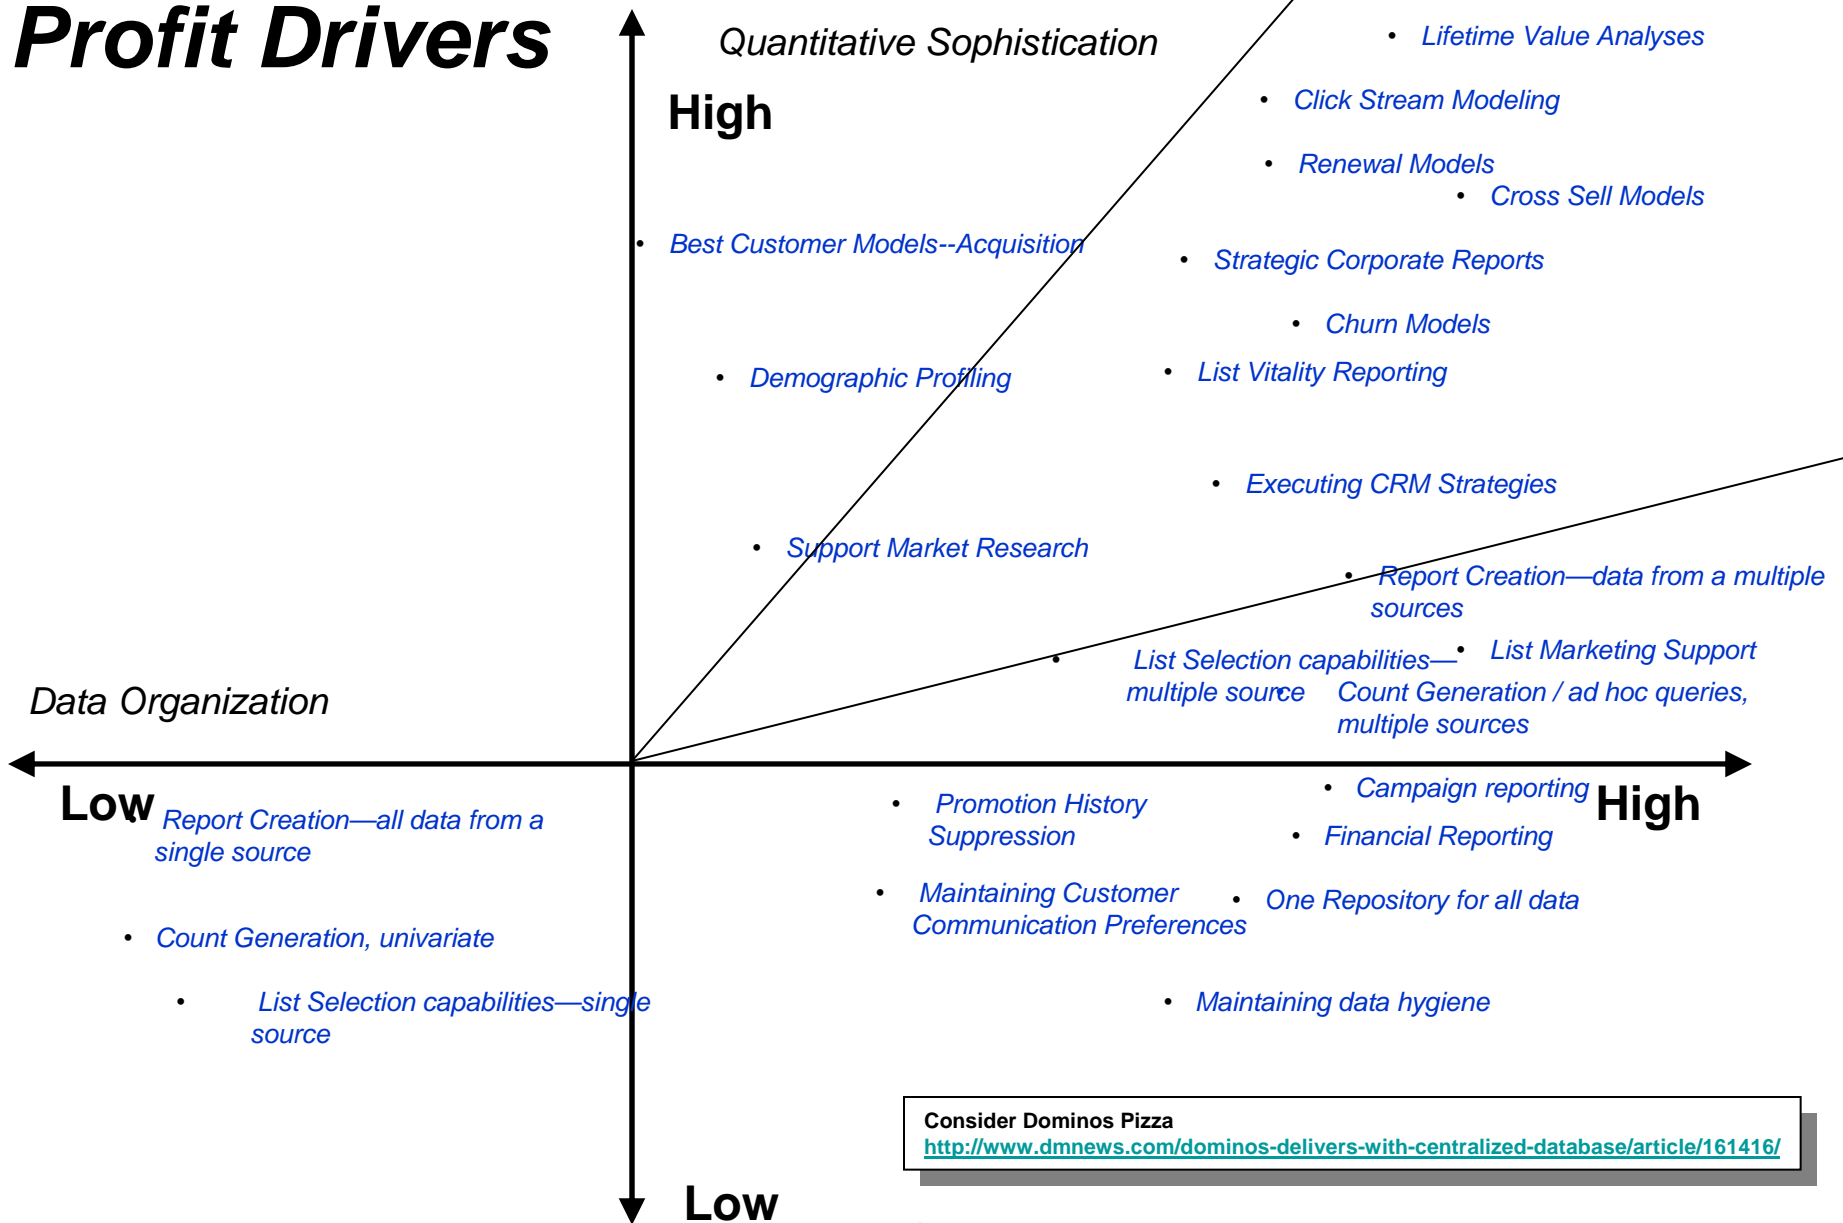 Profit Drivers
Quantitative Sophistication
High
• Lifetime Value Analyses
• Click Stream Modeling
• Renewal Models
• Cross Sell Models
• Best Customer Models--Acquisition
• Strategic Corporate Reports
• Churn Models
• List Vitality Reporting
• Demographic Profiling
• Executing CRM Strategies
• Support Market Research
• Report Creation—data from a multiple
sources
• List Marketing Support
• List Selection capabilities—
multiple source
• Count Generation / ad hoc queries,
multiple sources
Data Organization
Low
High
• Report Creation—all data from a
single source
• Count Generation, univariate
• List Selection capabilities—single
source
• Promotion History
Suppression
• Campaign reporting
• Financial Reporting
• Maintaining Customer
Communication Preferences
• One Repository for all data
• Maintaining data hygiene
Consider Dominos Pizza
http://www.dmnews.com/dominos-delivers-with-centralized-database/article/161416/
Low